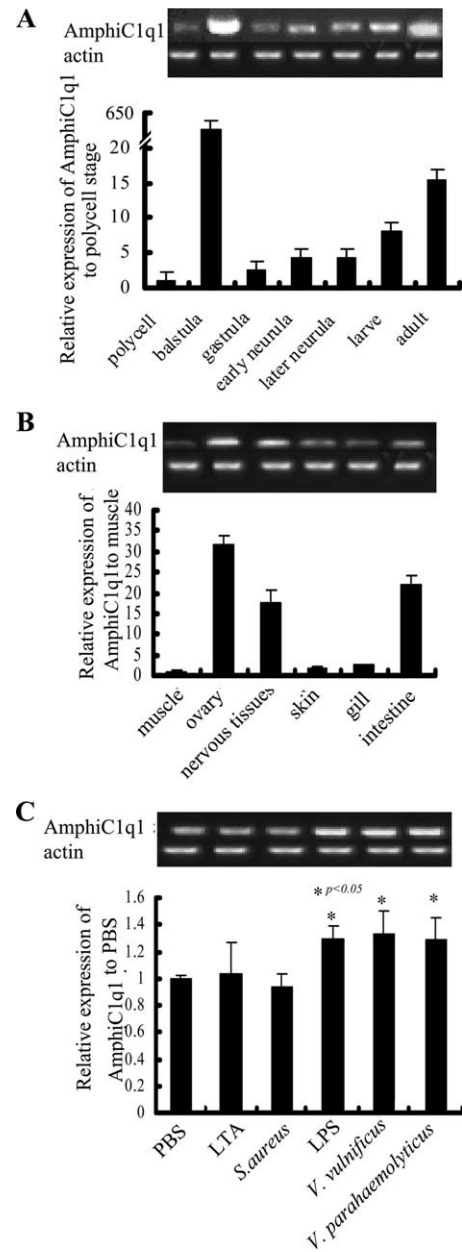 A
AmphiC1q1
actin
Relative expression of AmphiC1q1
to polycell stage
650
20
15
10
5
0
polycell
balstula
gastrula
early neurula
later neurula
larve
adult
B
AmphiC1q1
actin
Relative expression of
AmphiC1q1to muscle
40
35
30
25
20
15
10
5
0
muscle
ovary
nervous tissues
skin
gill
intestine
C
AmphiC1q1 :
actin
Relative expression of
AmphiC1q1 to PBS
1.6
1.4
1.2
1
0.8
0.6
0.4
0.2
0
* p<0.05
* * *
PBS
LTA
S.aureus
LPS
V. vulnificus
V. parahaemolyticus